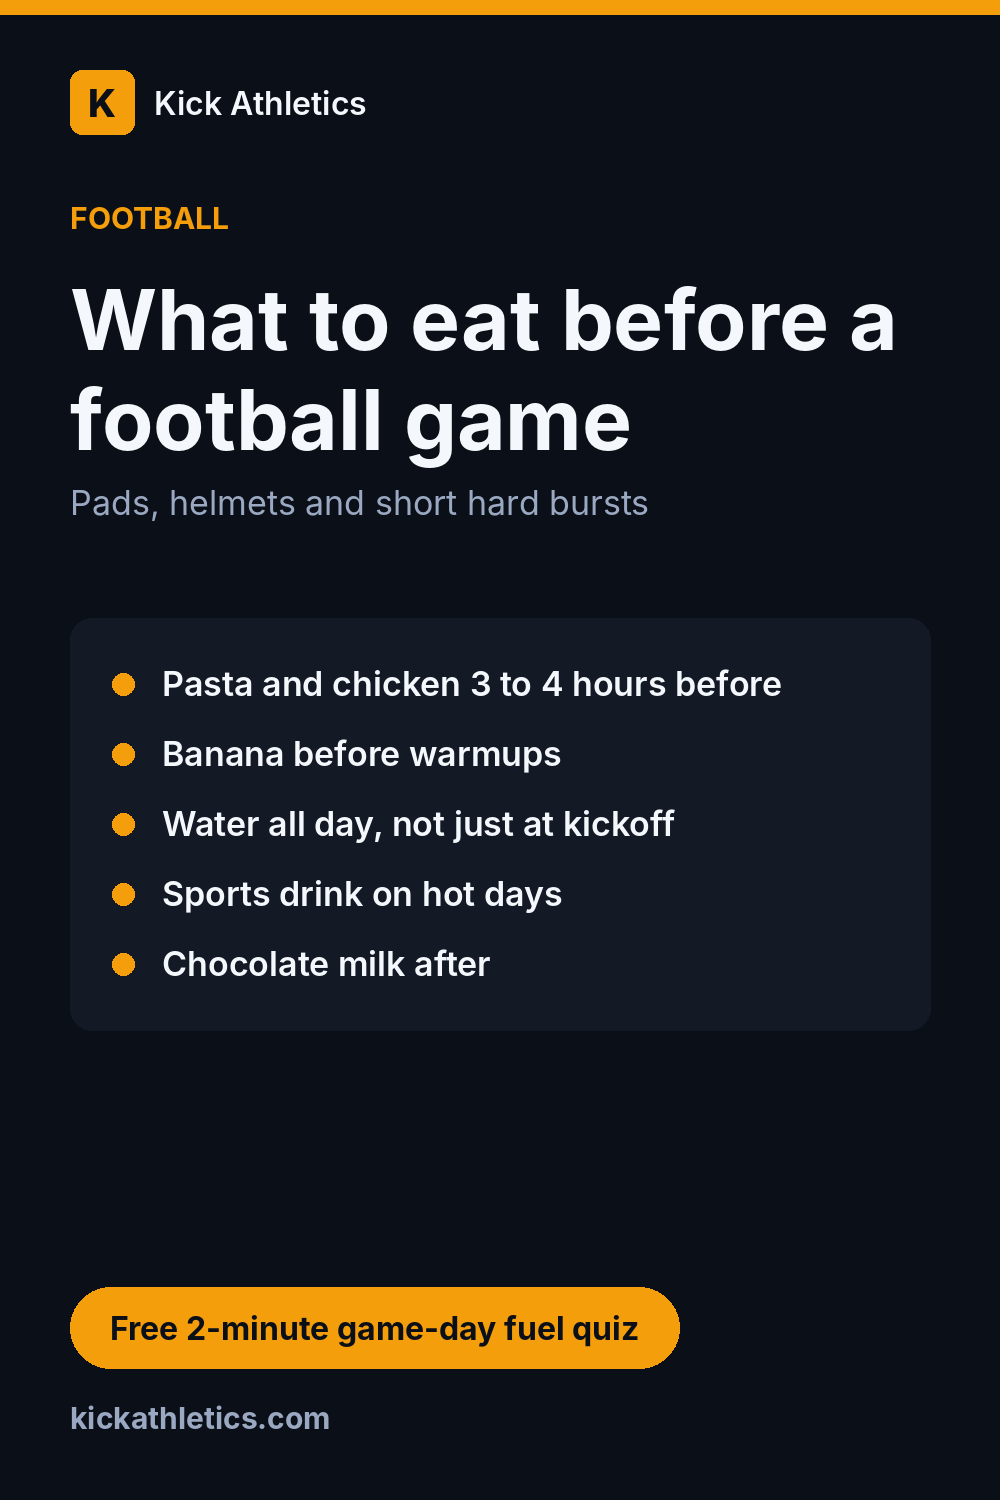 K
Kick Athletics
FOOTBALL
What to eat before a
football game
Pads, helmets and short hard bursts
Pasta and chicken 3 to 4 hours before
Banana before warmups
Water all day, not just at kickoff
Sports drink on hot days
Chocolate milk after
Free 2-minute game-day fuel quiz
kickathletics.com